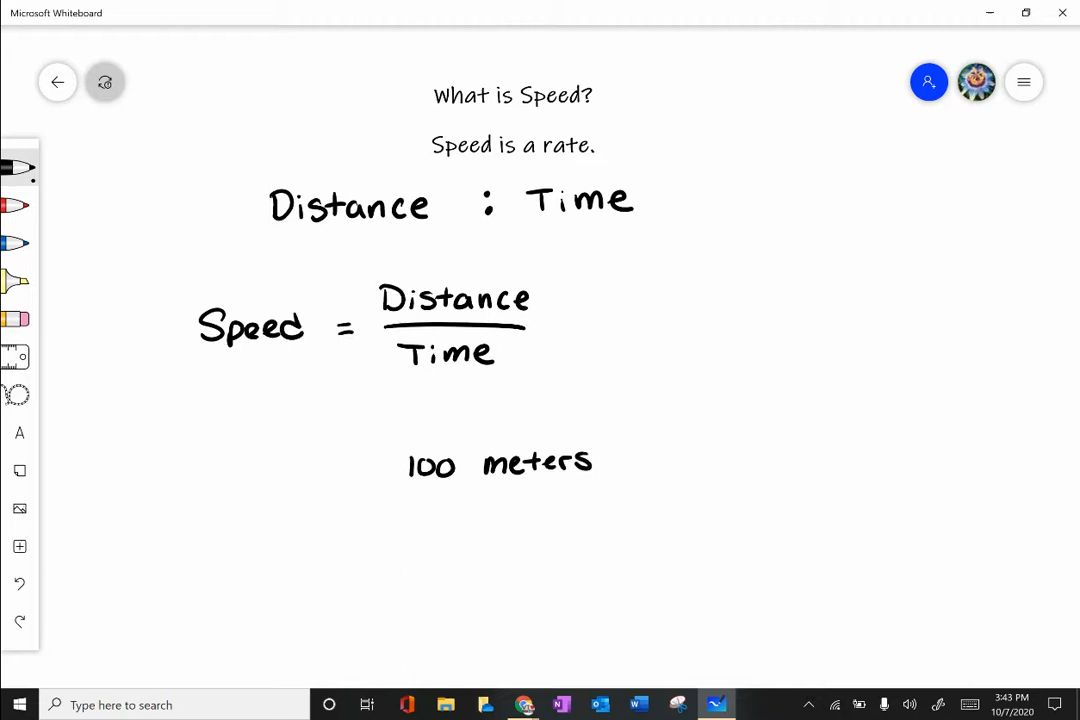 Microsoft Whiteboard
What is Speed?
Speed is a rate.
Distance : Time
Speed = Distance
Time
100 meters
A
Type here to search
3:43 PM
10/7/2020